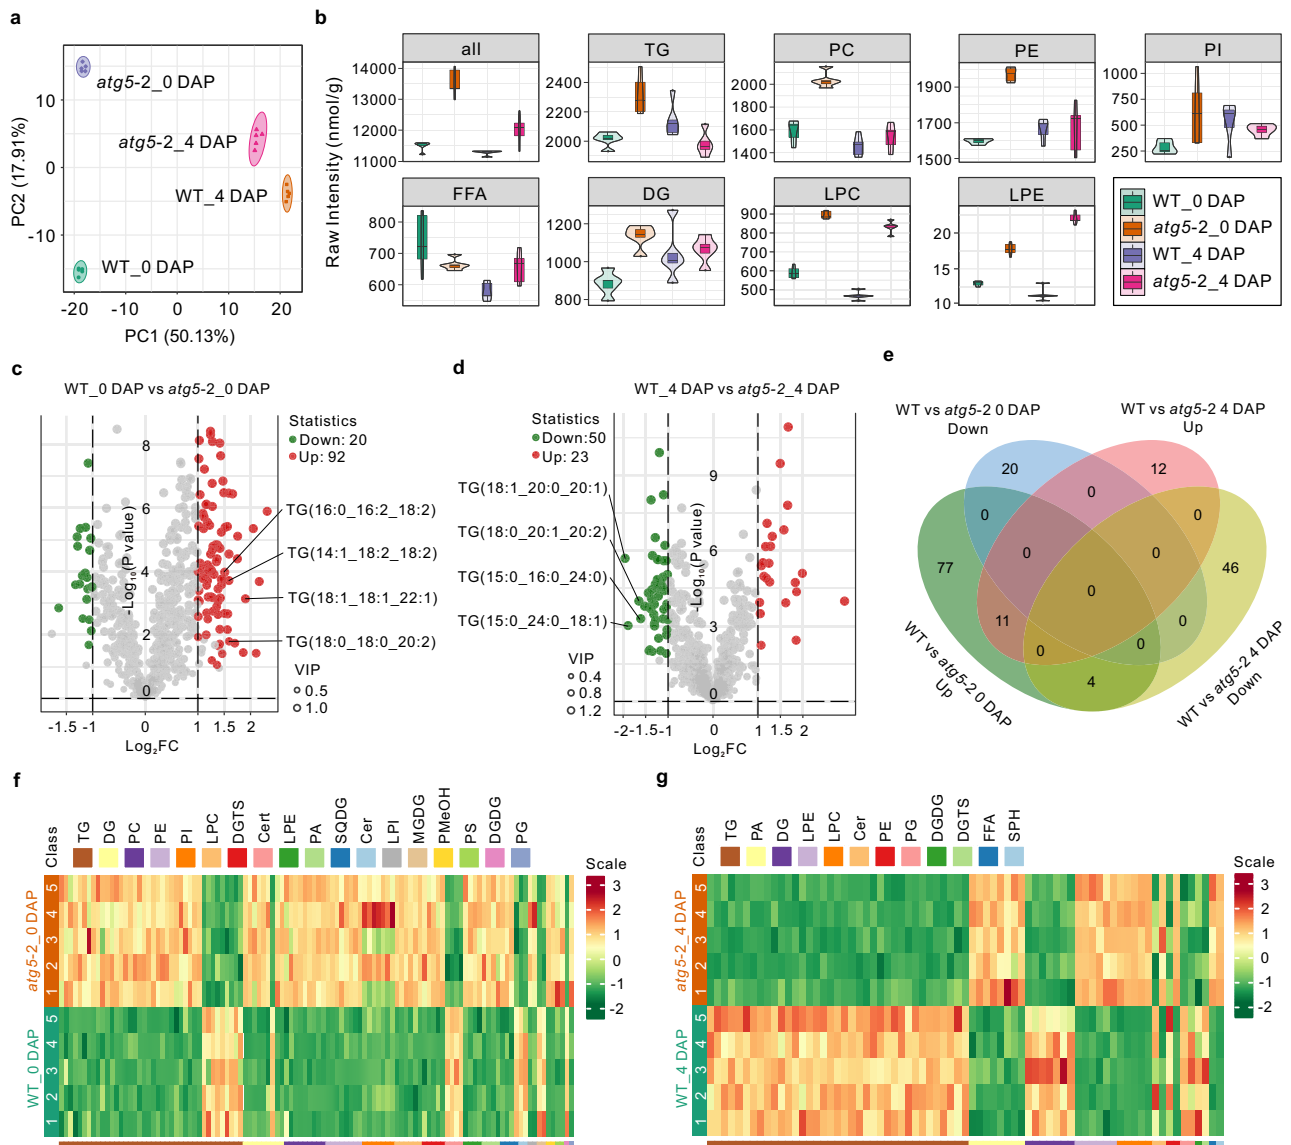 a
PC2 (17.91%)
10
0
-10
-20
-10
0
10
20
PC1 (50.13%)
atg5-2_0 DAP
atg5-2_4 DAP
WT_4 DAP
WT_0 DAP
b
Raw Intensity (nmol/g)
all
14000
13000
12000
11000
TG
2400
2200
2000
PC
2000
1800
1600
1400
PE
1900
1700
1500
PI
1000
750
500
250
FFA
800
700
600
DG
1200
1000
800
LPC
900
800
700
600
500
LPE
20
15
10
WT_0 DAP
atg5-2_0 DAP
WT_4 DAP
atg5-2_4 DAP
c
WT_0 DAP vs atg5-2_0 DAP
Statistics
Down: 20
Up: 92
TG(16:0_16:2_18:2)
TG(14:1_18:2_18:2)
TG(18:1_18:1_22:1)
TG(18:0_18:0_20:2)
VIP
0.5
1.0
-Log₁₀(P value)
8
6
4
2
0
-1.5
-1
0
1
1.5
2
Log₂FC
d
WT_4 DAP vs atg5-2_4 DAP
Statistics
Down:50
Up: 23
TG(18:1_20:0_20:1)
TG(18:0_20:1_20:2)
TG(15:0_16:0_24:0)
TG(15:0_24:0_18:1)
VIP
0.4
0.8
1.2
-Log₁₀(P value)
9
6
3
0
-2
-1.5
-1
0
1
1.5
2
Log₂FC
e
WT vs atg5-2 0 DAP
Down
WT vs atg5-2 4 DAP
Up
20
12
0
0
0
77
0
0
46
0
11
0
0
0
4
WT vs atg5-2 0 DAP
Up
WT vs atg5-2 4 DAP
Down
f
Class
TG
DG
PC
PE
PI
LPC
DGTS
Cert
LPE
PA
SQDG
Cer
LPI
MGDG
PMeOH
PS
DGDG
PG
atg5-2_0 DAP
5
4
3
2
1
WT_0 DAP
5
4
3
2
1
Scale
3
2
1
0
-1
-2
g
Class
TG
PA
DG
LPE
LPC
Cer
PE
PG
DGDG
DGTS
FFA
SPH
atg5-2_4 DAP
5
4
3
2
1
WT_4 DAP
5
4
3
2
1
Scale
3
2
1
0
-1
-2